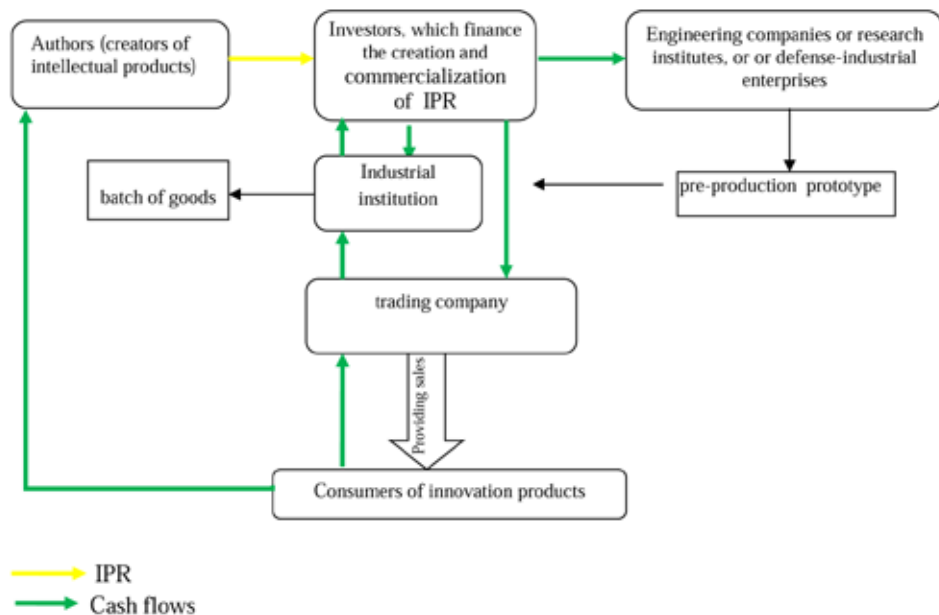 Authors (creators of
intellectual products)
Investors, which finance
the creation and
commercialization
of IPR
Engineering companies or research
institutes, or or defense-industrial
enterprises
batch of goods
Industrial
institution
pre-production prototype
trading company
Providing sales
Consumers of innovation products
IPR
Cash flows